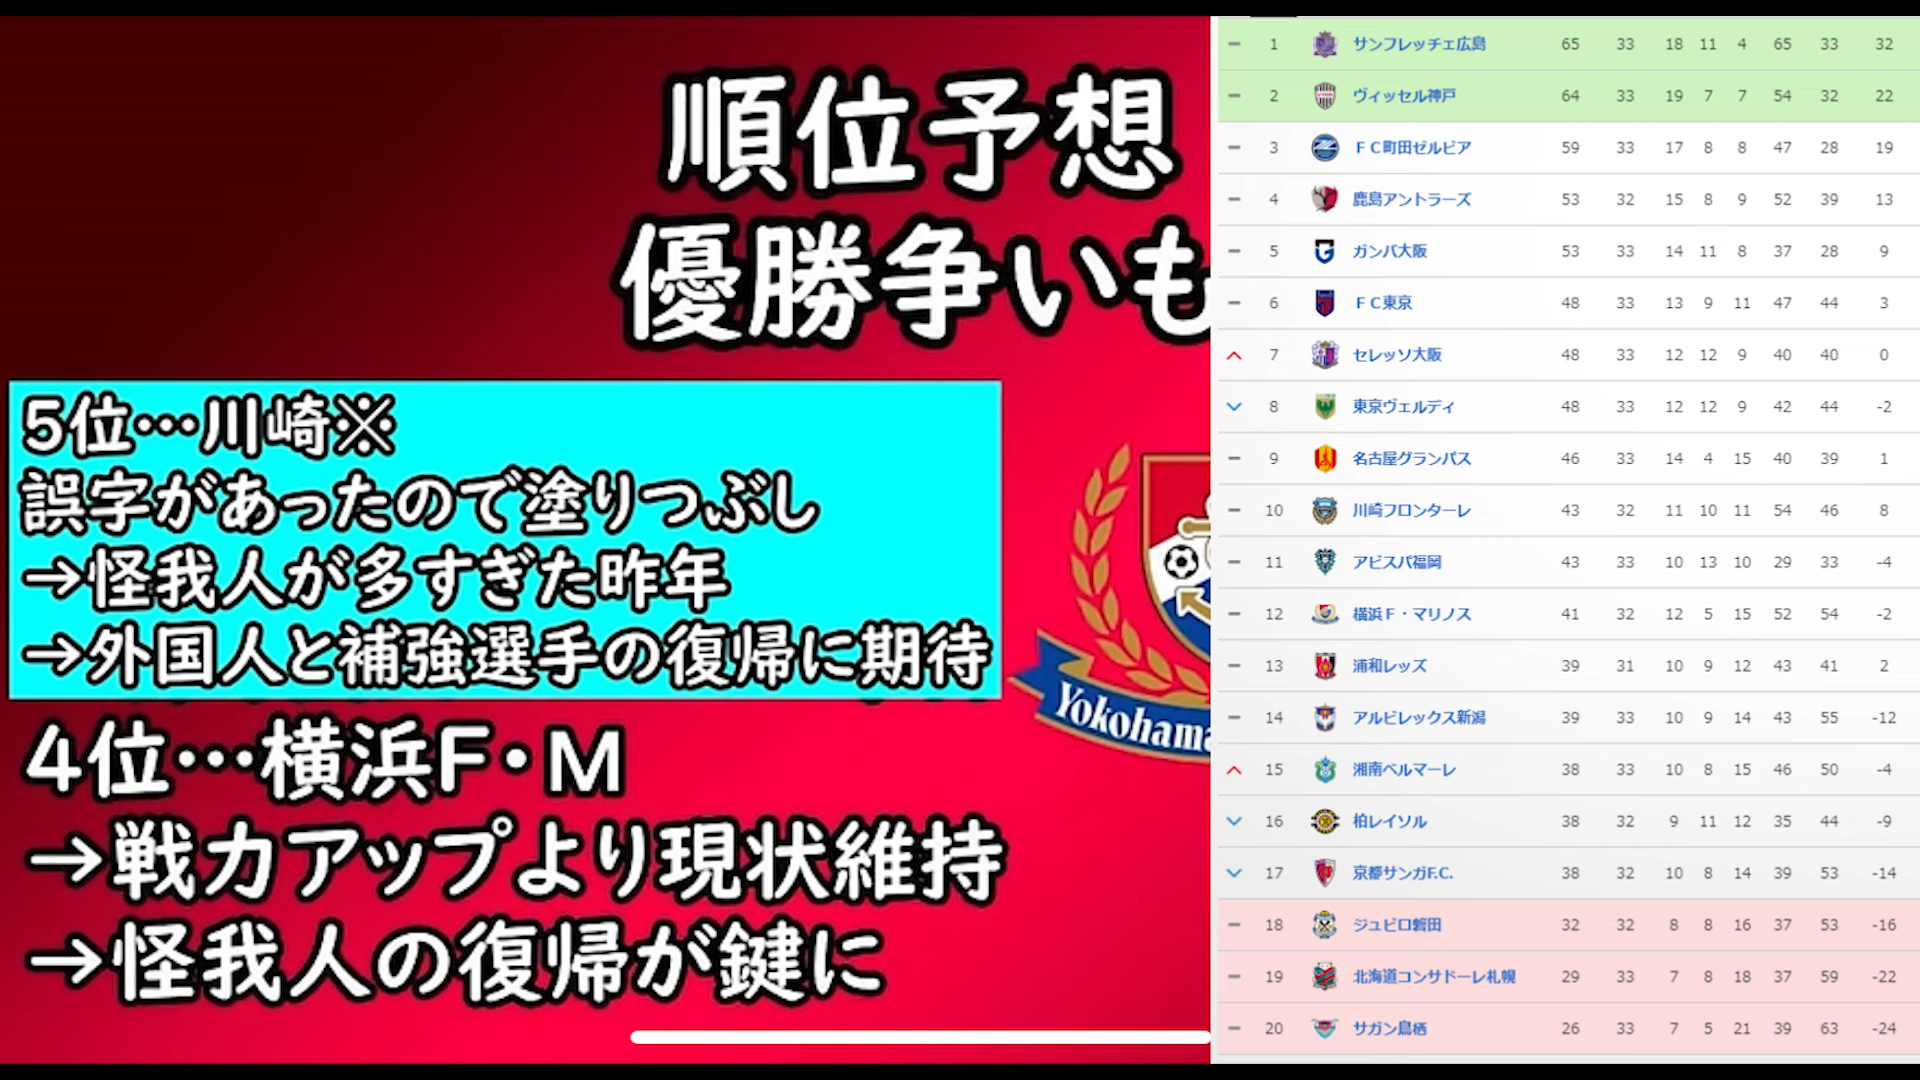 順位予想
優勝争いも
5位…川崎※
誤字があったので塗りつぶし
→怪我人が多すぎた昨年
→外国人と補強選手の復帰に期待
4位…横浜F・M
→戦力アップより現状維持
→怪我人の復帰が鍵に
Yokohama
1 サンフレッチェ広島 65 33 18 11 4 65 33 32
2 ヴィッセル神戸 64 33 19 7 7 54 32 22
3 ＦＣ町田ゼルビア 59 33 17 8 8 47 28 19
4 鹿島アントラーズ 53 32 15 8 9 52 39 13
5 ガンバ大阪 53 33 14 11 8 37 28 9
6 ＦＣ東京 48 33 13 9 11 47 44 3
7 セレッソ大阪 48 33 12 12 9 40 40 0
8 東京ヴェルディ 48 33 12 12 9 42 44 -2
9 名古屋グランパス 46 33 14 4 15 40 39 1
10 川崎フロンターレ 43 32 11 10 11 54 46 8
11 アビスパ福岡 43 33 10 13 10 29 33 -4
12 横浜Ｆ・マリノス 41 32 12 5 15 52 54 -2
13 浦和レッズ 39 31 10 9 12 43 41 2
14 アルビレックス新潟 39 33 10 9 14 43 55 -12
15 湘南ベルマーレ 38 33 10 8 15 46 50 -4
16 柏レイソル 38 32 9 11 12 35 44 -9
17 京都サンガF.C. 38 32 10 8 14 39 53 -14
18 ジュビロ磐田 32 32 8 8 16 37 53 -16
19 北海道コンサドーレ札幌 29 33 7 8 18 37 59 -22
20 サガン鳥栖 26 33 7 5 21 39 63 -24